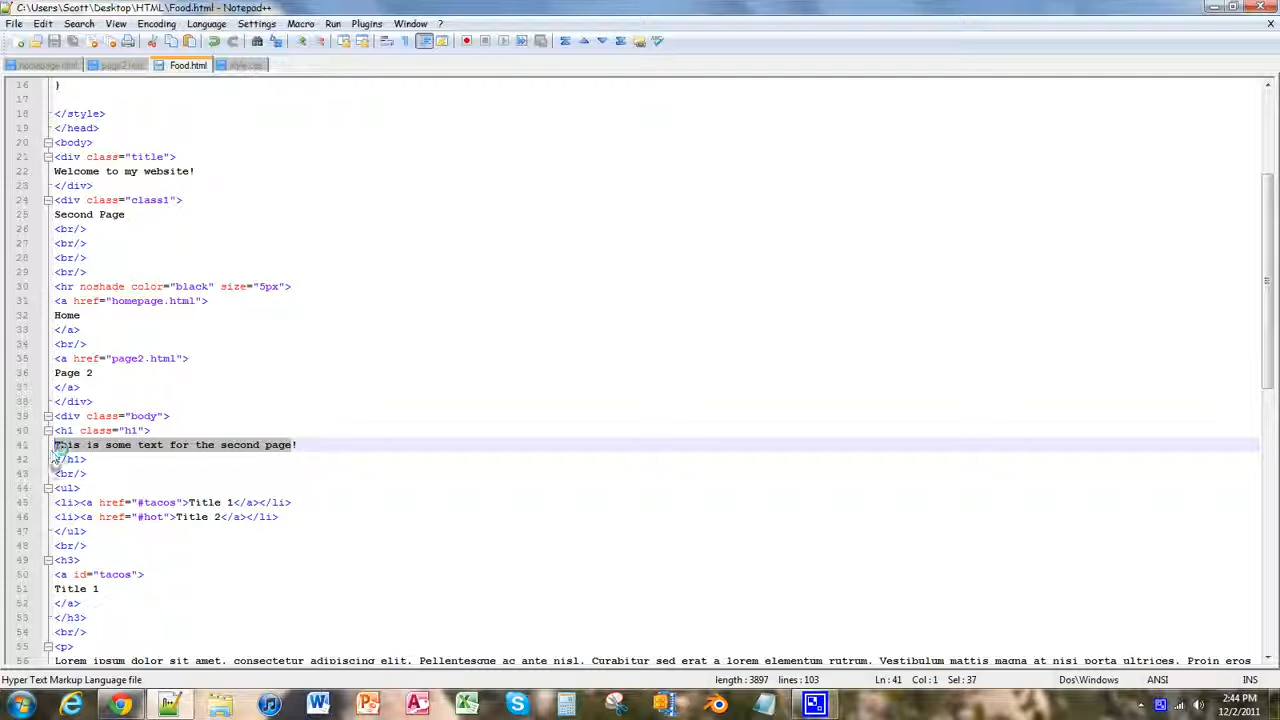 C:\Users\Scott\Desktop\HTML\Food.html - Notepad++
File Edit Search View Encoding Language Settings Macro Run Plugins Window ?
homepage.html page2.html Food.html style.css
16 }
17
18 </style>
19 </head>
20 <body>
21 <div class="title">
22 Welcome to my website!
23 </div>
24 <div class="class1">
25 Second Page
26 <br/>
27 <br/>
28 <br/>
29 <br/>
30 <hr noshade color="black" size="5px">
31 <a href="homepage.html">
32 Home
33 </a>
34 <br/>
35 <a href="page2.html">
36 Page 2
37 </a>
38 </div>
39 <div class="body">
40 <h1 class="h1">
41 This is some text for the second page!
42 </h1>
43 <br/>
44 <ul>
45 <li><a href="#tacos">Title 1</a></li>
46 <li><a href="#hot">Title 2</a></li>
47 </ul>
48 <br/>
49 <h3>
50 <a id="tacos">
51 Title 1
52 </a>
53 </h3>
54 <br/>
55 <p>
56 Lorem ipsum dolor sit amet, consectetur adipiscing elit. Pellentesque ac ante nisl. Curabitur sed erat a lorem elementum rutrum. Vestibulum mattis magna at nisi porta ultrices. Proin eros
Hyper Text Markup Language file length : 3897 lines : 103 Ln : 41 Col : 1 Sel : 37 Dos\Windows ANSI INS
2:44 PM
12/2/2011